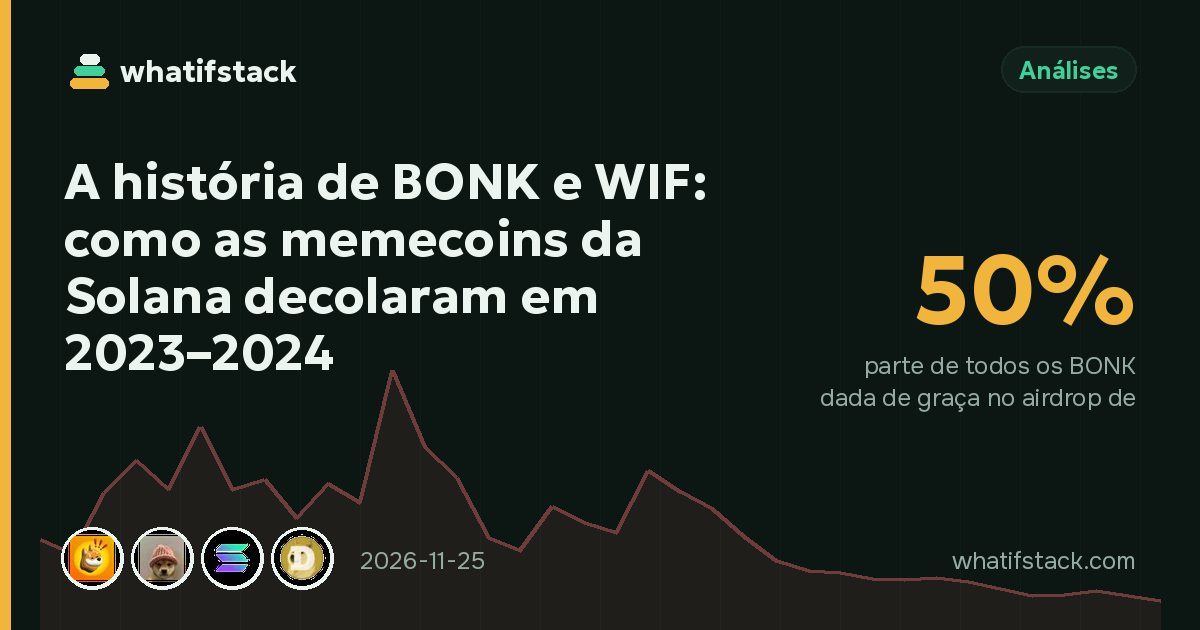 whatifstack
Análises
A história de BONK e WIF:
como as memecoins da
Solana decolaram em
2023–2024
50%
parte de todos os BONK
dada de graça no airdrop de
2026-11-25
whatifstack.com